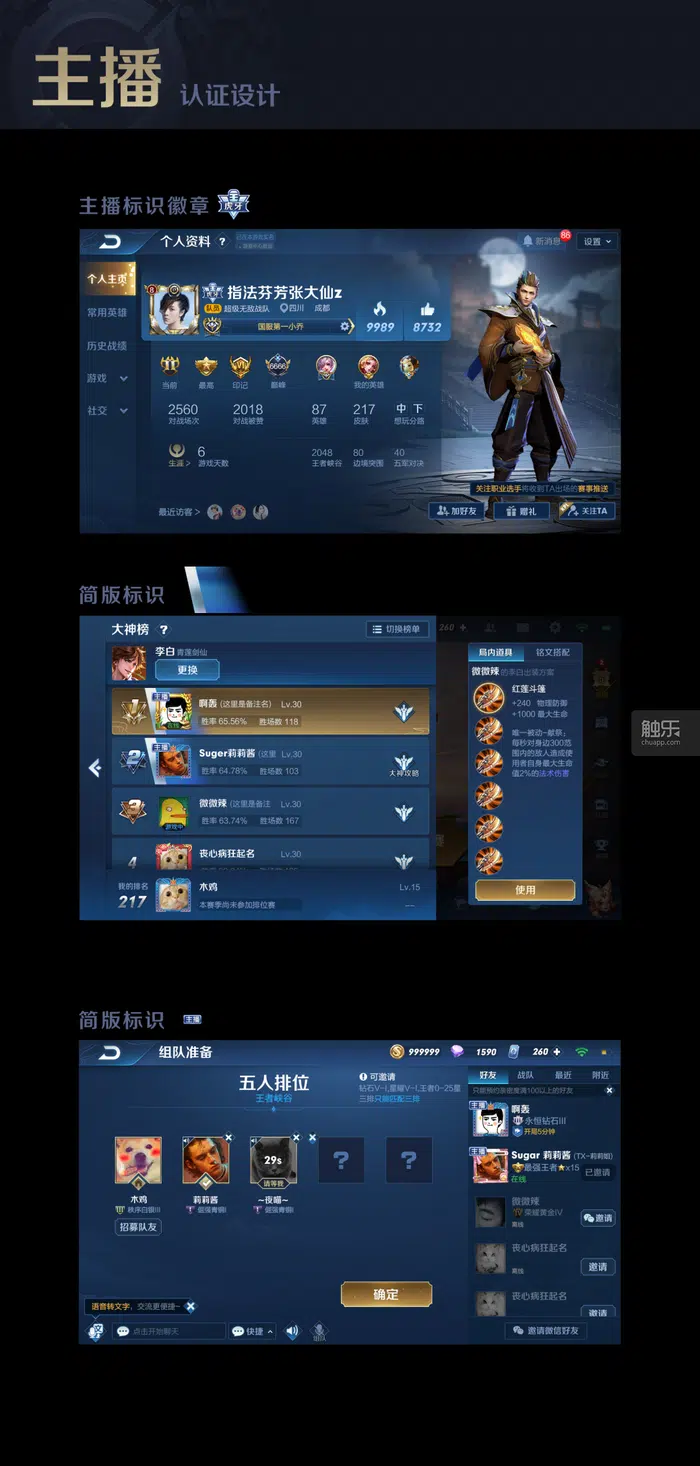 主播 认证设计
主播标识徽章 虎牙
个人资料 ?
新消息 86 设置
个人主页
常用英雄
历史战绩
游戏
社交
指法芬芳张大仙z
超级无敌战队 四川 成都
国服第一小乔
9989 8732
6666
当前 最高 印记 巅峰 我的英雄
2560 2018 87 217 中 下
对战场次 对战被赞 英雄 皮肤 想玩分路
6 2048 80 40
生涯> 游戏天数 王者峡谷 边境突围 五军对决
关注职业选手将收到TA出场的赛事推送
最近访客>
加好友 赠礼 关注TA
简版标识
大神榜 ? 切换榜单
李白 青莲剑仙
更换
1 主播 啊轰 (这里是备注名) Lv.30
胜率 65.56% 胜场数 118
在线
2 主播 Suger莉莉酱 (这里 Lv.30
胜率 64.78% 胜场数 103
大神攻略
3 微微辣 (这里是备注 Lv.30
胜率 63.74% 胜场数 167
游戏中
4 丧心病狂起名 Lv.30
我的排名 217 木鸡 Lv.15
本赛季尚未参加排位赛
260 +
局内道具 铭文搭配
微微辣 的李白出装方案
红莲斗篷
+240 物理防御
+1000 最大生命
唯一被动-献祭:
每秒对身边300范
围内的敌人造成使
用者自身最大生命
值2%的法术伤害
使用
触乐
chuapp.com
简版标识 主播
组队准备
999999 1590 260 +
五人排位
王者峡谷
可邀请
钻石V-I,星耀V-I,王者0-25星
三排只能匹配三排
29s
请等我
? ?
木鸡 莉莉酱 ~夜喵~
秩序白银III 倔强青铜I 倔强青铜I
招募队友
确定
语音转文字,交流更便捷~
点击开始聊天 快捷
好友 战队 最近 附近
只能预约亲密度满100以上的好友
主播 啊轰
永恒钻石III
开局5分钟
主播 Sugar 莉莉酱 (TX-莉莉姐)
最强王者 x15 已邀请
在线
微微辣
荣耀黄金IV
离线 邀请
丧心病狂起名
离线 邀请
丧心病狂起名
邀请
邀请微信好友